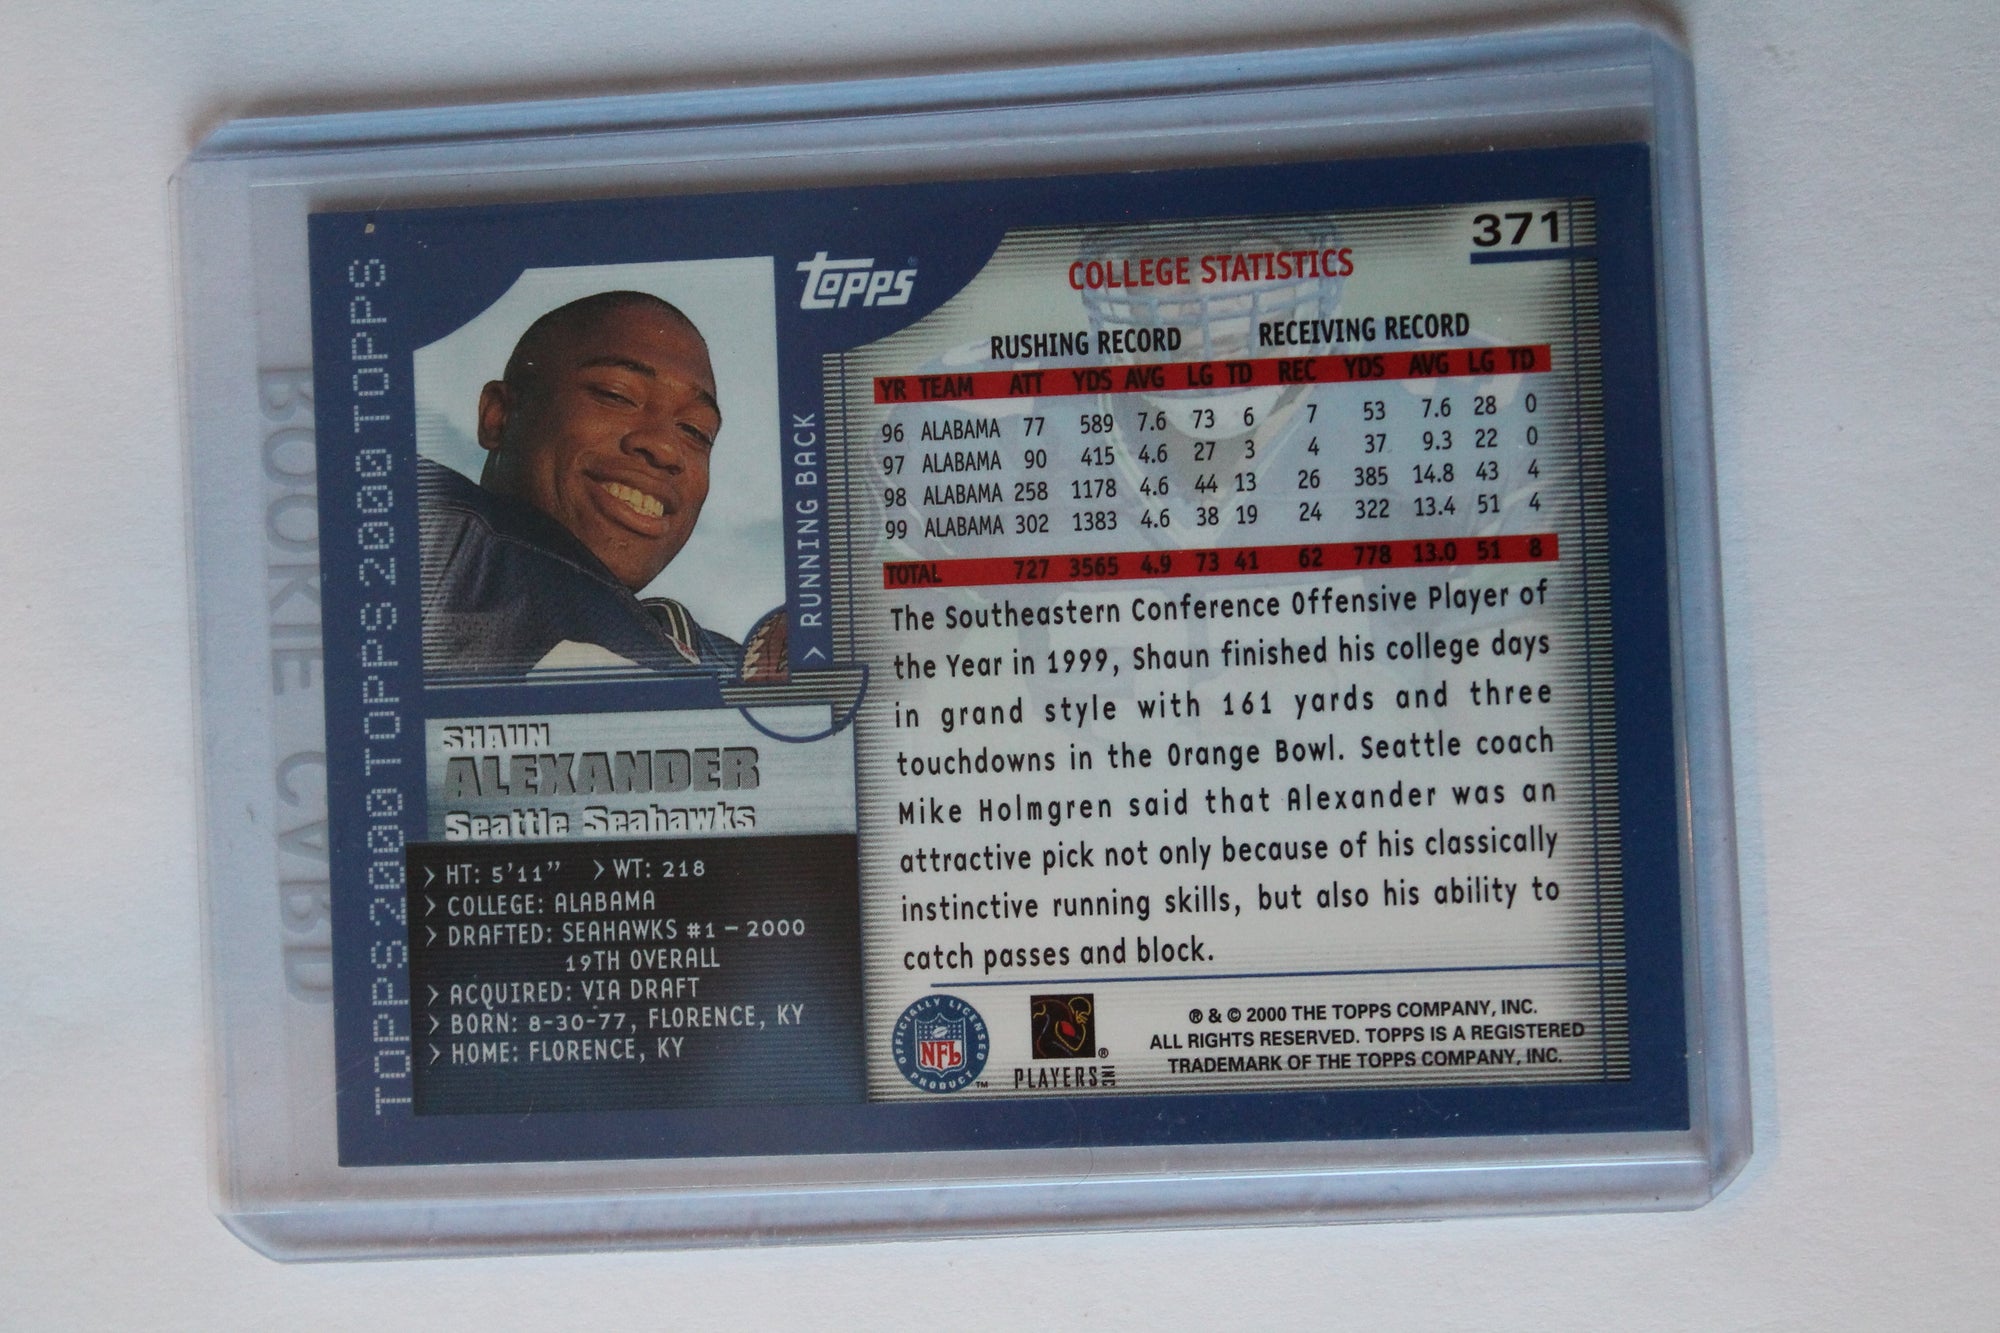 ROOKIE CARD
TOPPS2000TOPPS2000TOPPS2000TOPPS
TOPPS
RUNNING BACK
SHAUN
ALEXANDER
Seattle Seahawks
HT: 5'11" > WT: 218
> COLLEGE: ALABAMA
> DRAFTED: SEAHAWKS #1 – 2000
19TH OVERALL
> ACQUIRED: VIA DRAFT
> BORN: 8-30-77, FLORENCE, KY
> HOME: FLORENCE, KY
371
COLLEGE STATISTICS
RUSHING RECORD RECEIVING RECORD
YR TEAM ATT YDS AVG LG TD REC YDS AVG LG TD
96 ALABAMA 77 589 7.6 73 6 7 53 7.6 28 0
97 ALABAMA 90 415 4.6 27 3 4 37 9.3 22 0
98 ALABAMA 258 1178 4.6 44 13 26 385 14.8 43 4
99 ALABAMA 302 1383 4.6 38 19 24 322 13.4 51 4
TOTAL 727 3565 4.9 73 41 62 778 13.0 51 8
The Southeastern Conference Offensive Player of
the Year in 1999, Shaun finished his college days
in grand style with 161 yards and three
touchdowns in the Orange Bowl. Seattle coach
Mike Holmgren said that Alexander was an
attractive pick not only because of his classically
instinctive running skills, but also his ability to
catch passes and block.
OFFICIALLY LICENSED
NFL
PRODUCT ™
PLAYERS INC ®
® & © 2000 THE TOPPS COMPANY, INC.
ALL RIGHTS RESERVED. TOPPS IS A REGISTERED
TRADEMARK OF THE TOPPS COMPANY, INC.